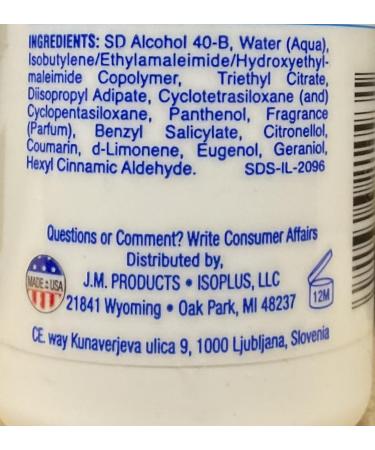 INGREDIENTS: SD Alcohol 40-B, Water (Aqua),
Isobutylene/Ethylamaleimide/Hydroxyethyl-
maleimide Copolymer, Triethyl Citrate,
Diisopropyl Adipate, Cyclotetrasiloxane (and)
Cyclopentasiloxane, Panthenol, Fragrance
(Parfum), Benzyl Salicylate, Citronellol,
Coumarin, d-Limonene, Eugenol, Geraniol,
Hexyl Cinnamic Aldehyde. SDS-IL-2096
Questions or Comment? Write Consumer Affairs
Distributed by,
J.M. PRODUCTS • ISOPLUS, LLC
MADE IN USA
21841 Wyoming • Oak Park, MI 48237
12M
CE. way Kunaverjeva ulica 9, 1000 Ljubljana, Slovenia